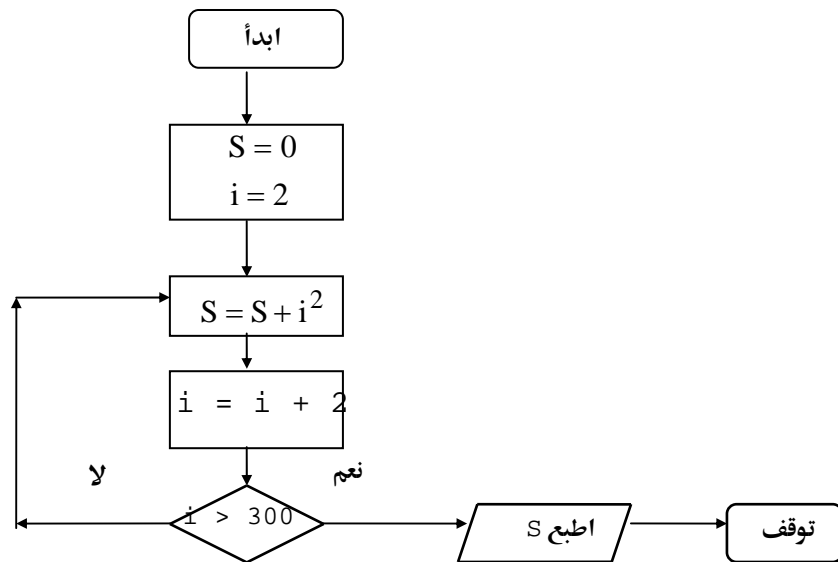 ابدأ
S = 0
i = 2
S = S + i²
i = i + 2
لا
نعم
i > 300
اطبع S
توقف